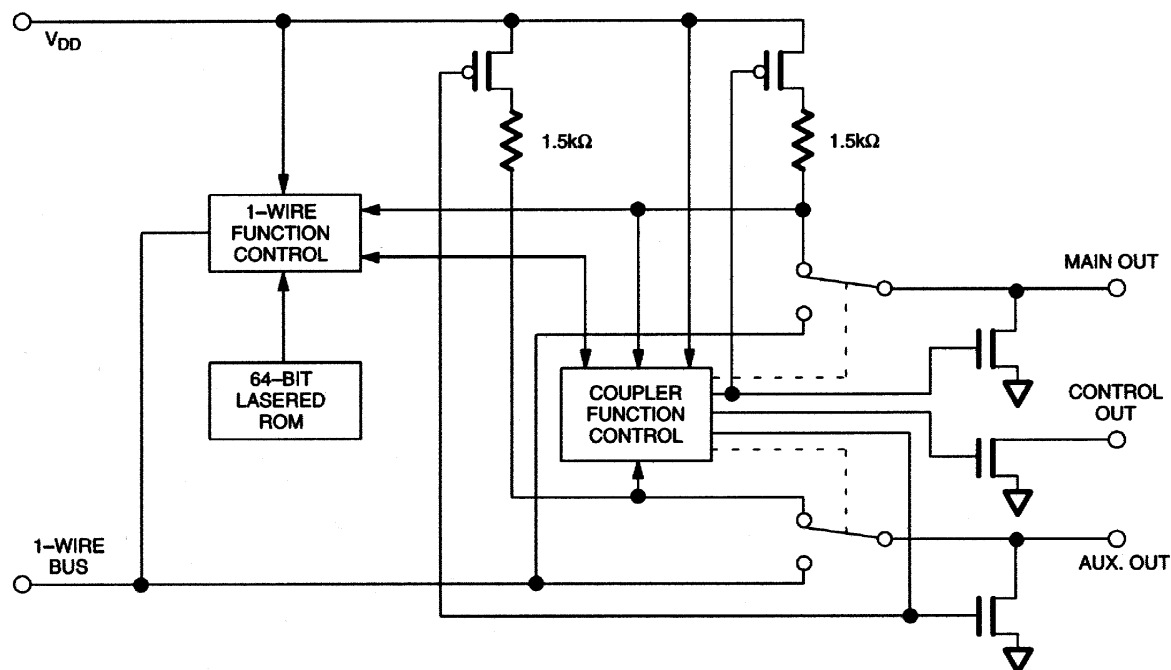 VDD
1.5kΩ
1.5kΩ
1–WIRE
FUNCTION
CONTROL
MAIN OUT
64–BIT
LASERED
ROM
COUPLER
FUNCTION
CONTROL
CONTROL
OUT
1–WIRE
BUS
AUX. OUT